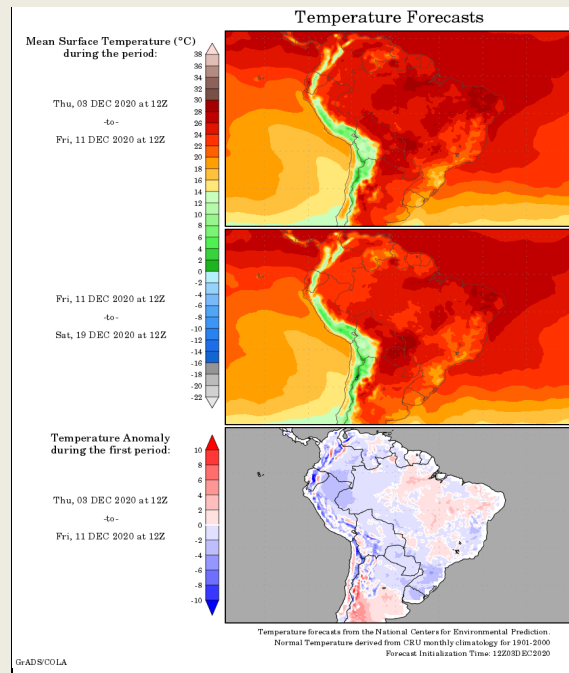 Temperature Forecasts
Mean Surface Temperature (°C)
during the period:
Thu, 03 DEC 2020 at 12Z
-to-
Fri, 11 DEC 2020 at 12Z
38
36
34
32
30
28
26
24
22
20
18
16
14
12
10
8
6
4
2
0
-2
-4
-6
-8
-10
-12
-14
-16
-18
-20
-22
Fri, 11 DEC 2020 at 12Z
-to-
Sat, 19 DEC 2020 at 12Z
Temperature Anomaly
during the first period:
Thu, 03 DEC 2020 at 12Z
-to-
Fri, 11 DEC 2020 at 12Z
10
8
6
4
2
0
-2
-4
-6
-8
-10
Temperature forecasts from the National Centers for Environmental Prediction.
Normal Temperature derived from CRU monthly climatology for 1901-2000
Forecast Initialization Time: 12Z03DEC2020
GrADS/COLA